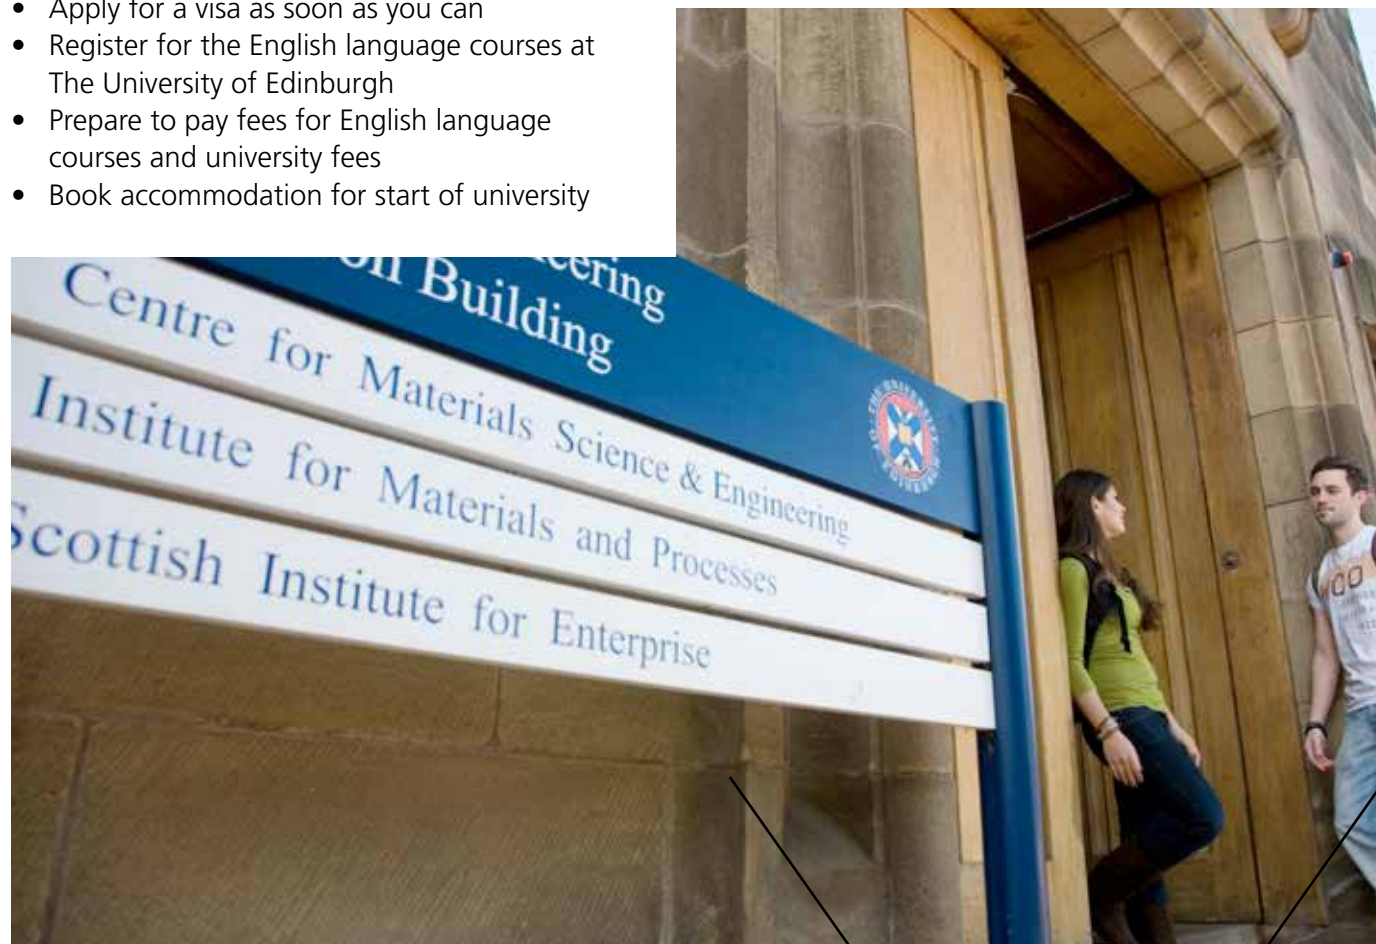 • Apply for a visa as soon as you can
• Register for the English language courses at
The University of Edinburgh
• Prepare to pay fees for English language
courses and university fees
• Book accommodation for start of university
Building
Centre for Materials Science & Engineering
Institute for Materials and Processes
Scottish Institute for Enterprise